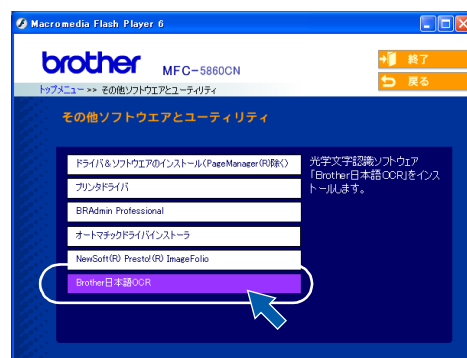 Macromedia Flash Player 6
brother
MFC-5860CN
終了
戻る
トップメニュー >> その他ソフトウエアとユーティリティ
その他ソフトウエアとユーティリティ
ドライバ&ソフトウエアのインストール(PageManager(R)除く)
プリンタドライバ
BRAdmin Professional
オートマチックドライバインストーラ
NewSoft(R) Presto!(R) ImageFolio
Brother日本語OCR
光学文字認識ソフトウェア
「Brother日本語OCR」をインス
トールします。